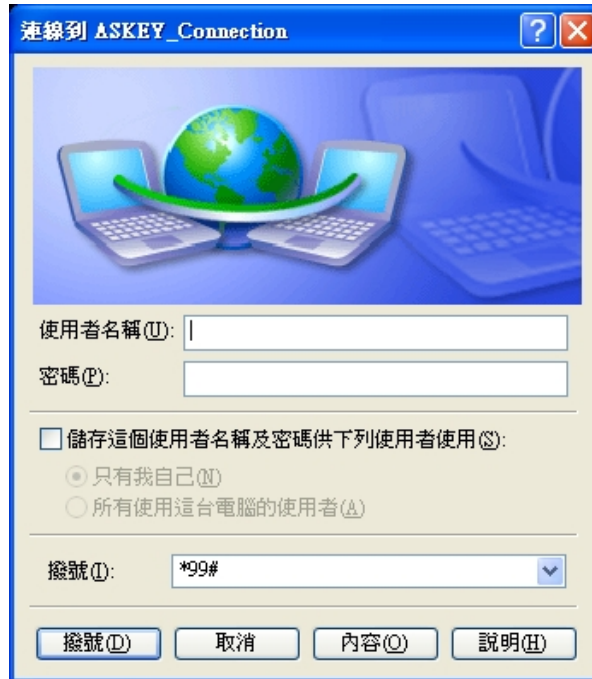 連線到 ASKEY_Connection
使用者名稱(U):
密碼(P):
儲存這個使用者名稱及密碼供下列使用者使用(S):
只有我自己(N)
所有使用這台電腦的使用者(A)
撥號(I): *99#
撥號(D) 取消 內容(O) 說明(H)